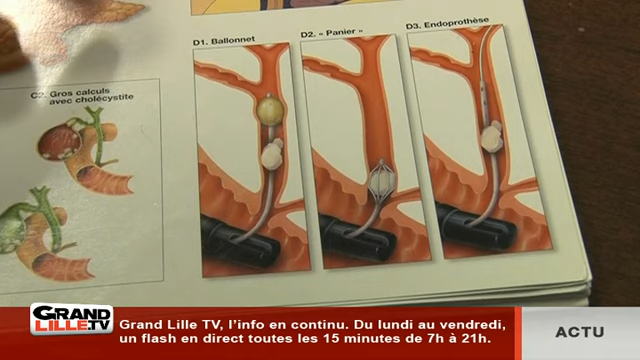 D1. Ballonnet
D2. « Panier »
D3. Endoprothèse
C2. Gros calculs
avec cholécystite
GRAND
LILLE.TV
Grand Lille TV, l'info en continu. Du lundi au vendredi,
un flash en direct toutes les 15 minutes de 7h à 21h.
ACTU